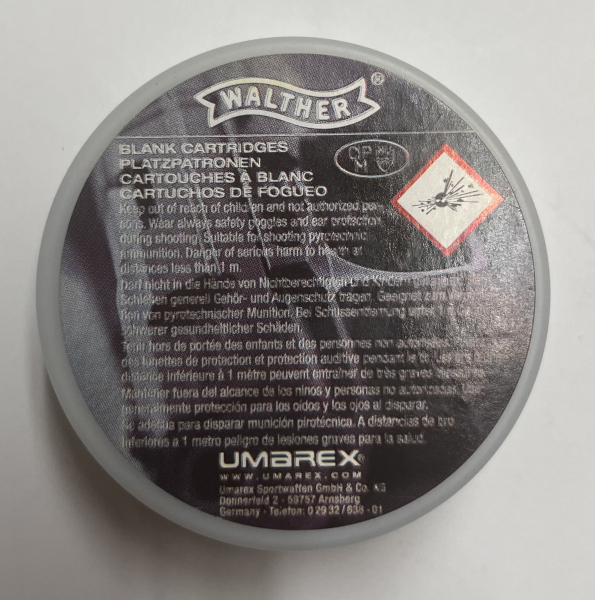 WALTHER®
BLANK CARTRIDGES
PLATZPATRONEN
CARTOUCHES À BLANC
CARTUCHOS DE FOGUEO
Keep out of reach of children and not authorized per-
sons. Wear always safety goggles and ear protection
during shooting. Suitable for shooting pyrotechnic
ammunition. Danger of serious harm to health at
distances less than 1 m.
Darf nicht in die Hände von Nichtberechtigten und Kindern
Schießen generell Gehör- und Augenschutz tragen. Geeignet zum
von pyrotechnischer Munition. Bei Schussentfernung unter 1 m
schwerer gesundheitlicher Schäden.
Tenir hors de portée des enfants et des personnes non autorisées.
des lunettes de protection et protection auditive pendant le tir.
distance inférieure à 1 mètre peuvent entraîner de très graves
Mantener fuera del alcance de los ninos y personas no autorizadas.
protección para los oidos y los ojos al disparar.
Se adecua para disparar munición pirotécnica. A distancias de tiro
inferiores a 1 metro peligro de lesiones graves para la salud.
UMAREX®
WWW.UMAREX.COM
Umarex Sportwaffen GmbH & Co. KG
Donnerfeld 2 - 59757 Arnsberg
Germany - Telefon: 0 29 32 / 638 - 01